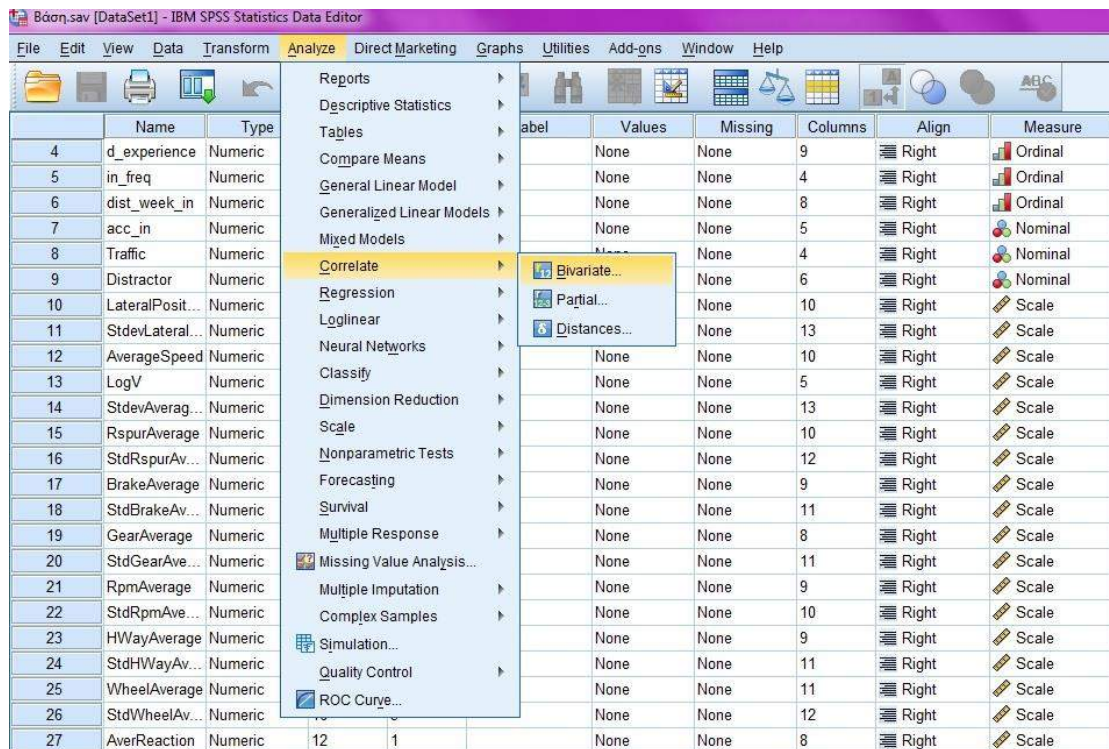 Βάση.sav [DataSet1] - IBM SPSS Statistics Data Editor
File Edit View Data Transform Analyze Direct Marketing Graphs Utilities Add-ons Window Help
Name Type abel Values Missing Columns Align Measure
4 d_experience Numeric None None 9 Right Ordinal
5 in_freq Numeric None None 4 Right Ordinal
6 dist_week_in Numeric None None 8 Right Ordinal
7 acc_in Numeric None None 5 Right Nominal
8 Traffic Numeric None 4 Right Nominal
9 Distractor Numeric None 6 Right Nominal
10 LateralPosit... Numeric None 10 Right Scale
11 StdevLateral... Numeric None 13 Right Scale
12 AverageSpeed Numeric None None 10 Right Scale
13 LogV Numeric None None 5 Right Scale
14 StdevAverag... Numeric None None 13 Right Scale
15 RspurAverage Numeric None None 10 Right Scale
16 StdRspurAv... Numeric None None 12 Right Scale
17 BrakeAverage Numeric None None 9 Right Scale
18 StdBrakeAv... Numeric None None 11 Right Scale
19 GearAverage Numeric None None 8 Right Scale
20 StdGearAve... Numeric None None 11 Right Scale
21 RpmAverage Numeric None None 9 Right Scale
22 StdRpmAve... Numeric None None 10 Right Scale
23 HWayAverage Numeric None None 9 Right Scale
24 StdHWayAv... Numeric None None 11 Right Scale
25 WheelAverage Numeric None None 11 Right Scale
26 StdWheelAv... Numeric None None 12 Right Scale
27 AverReaction Numeric 12 1 None None 8 Right Scale
Reports
Descriptive Statistics
Tables
Compare Means
General Linear Model
Generalized Linear Models
Mixed Models
Correlate
Regression
Loglinear
Neural Networks
Classify
Dimension Reduction
Scale
Nonparametric Tests
Forecasting
Survival
Multiple Response
Missing Value Analysis...
Multiple Imputation
Complex Samples
Simulation...
Quality Control
ROC Curve...
Bivariate...
Partial...
Distances...